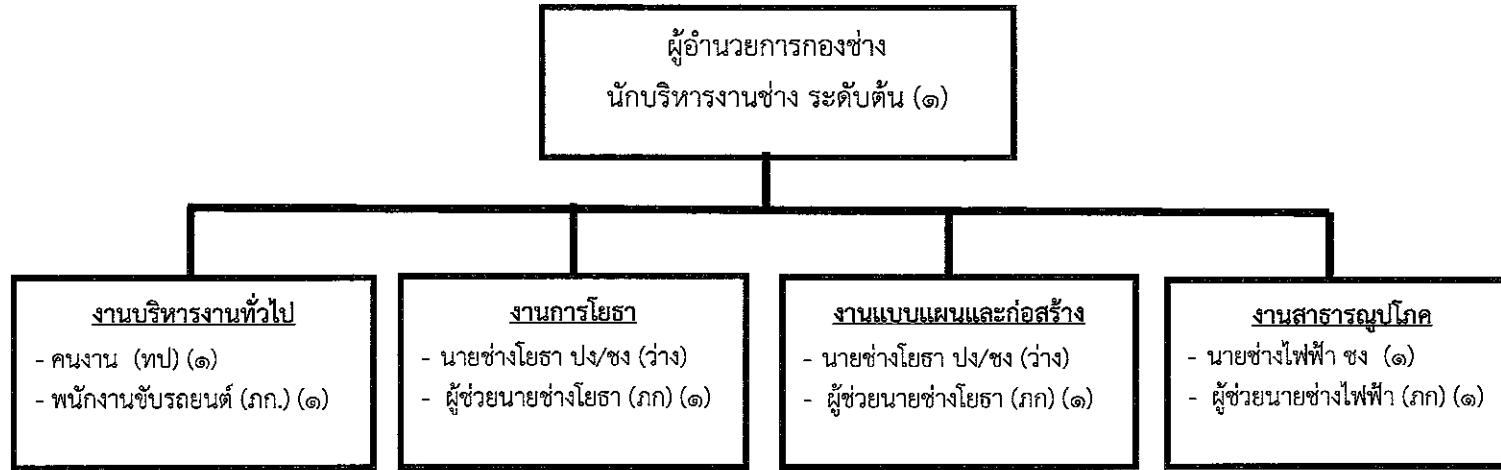 ผู้อำนวยการกองช่าง
นักบริหารงานช่าง ระดับต้น (๑)
งานบริหารงานทั่วไป
- คนงาน (ทป) (๑)
- พนักงานขับรถยนต์ (ภก.) (๑)
งานการโยธา
- นายช่างโยธา ปง/ชง (ว่าง)
- ผู้ช่วยนายช่างโยธา (ภก) (๑)
งานแบบแผนและก่อสร้าง
- นายช่างโยธา ปง/ชง (ว่าง)
- ผู้ช่วยนายช่างโยธา (ภก) (๑)
งานสาธารณูปโภค
- นายช่างไฟฟ้า ชง (๑)
- ผู้ช่วยนายช่างไฟฟ้า (ภก) (๑)